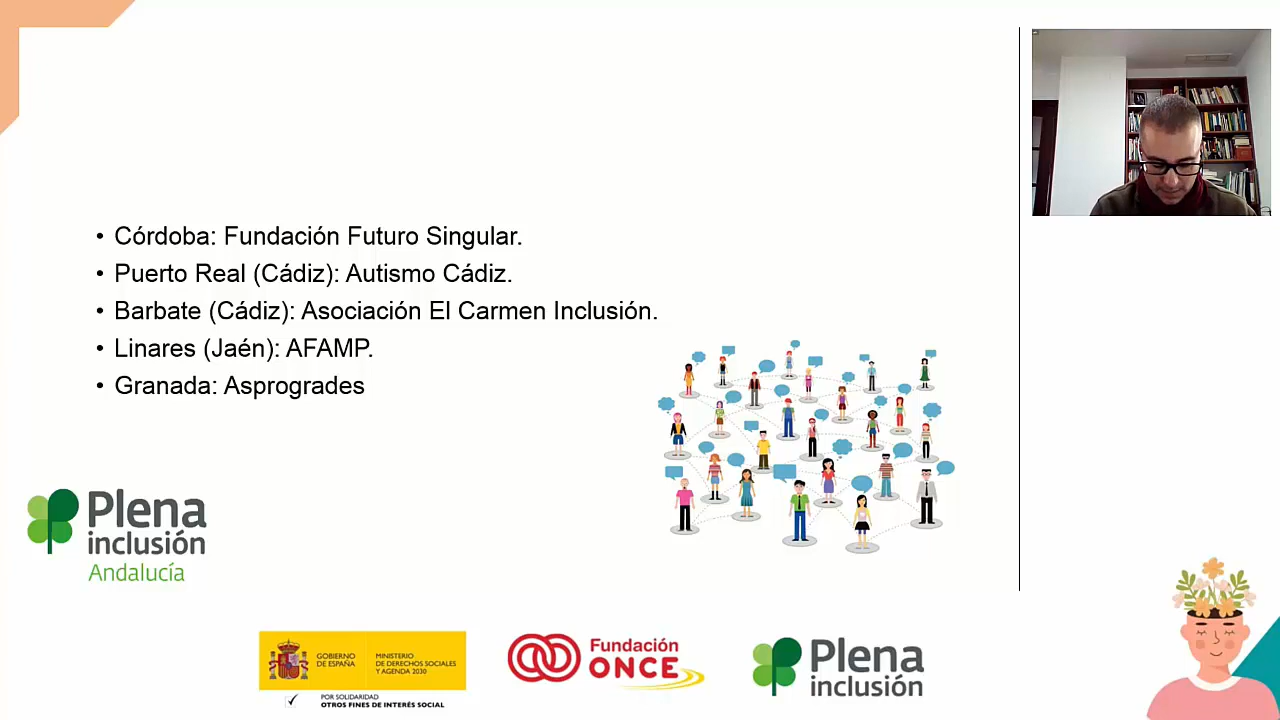 • Córdoba: Fundación Futuro Singular.
• Puerto Real (Cádiz): Autismo Cádiz.
• Barbate (Cádiz): Asociación El Carmen Inclusión.
• Linares (Jaén): AFAMP.
• Granada: Asprogrades
Plena
inclusión
Andalucía
GOBIERNO
DE ESPAÑA
MINISTERIO
DE DERECHOS SOCIALES
Y AGENDA 2030
POR SOLIDARIDAD
OTROS FINES DE INTERÉS SOCIAL
Fundación
ONCE
Plena
inclusión